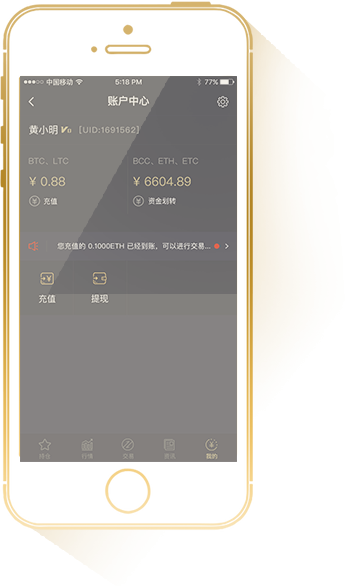 中国移动 5:18 PM 77%
账户中心
黄小明 V0 [UID:1691562]
BTC、LTC BCC、ETH、ETC
¥ 0.88 ¥ 6604.89
充值 资金划转
您充值的 0.1000ETH 已经到账，可以进行交易...
充值 提现
持仓 行情 交易 资讯 我的